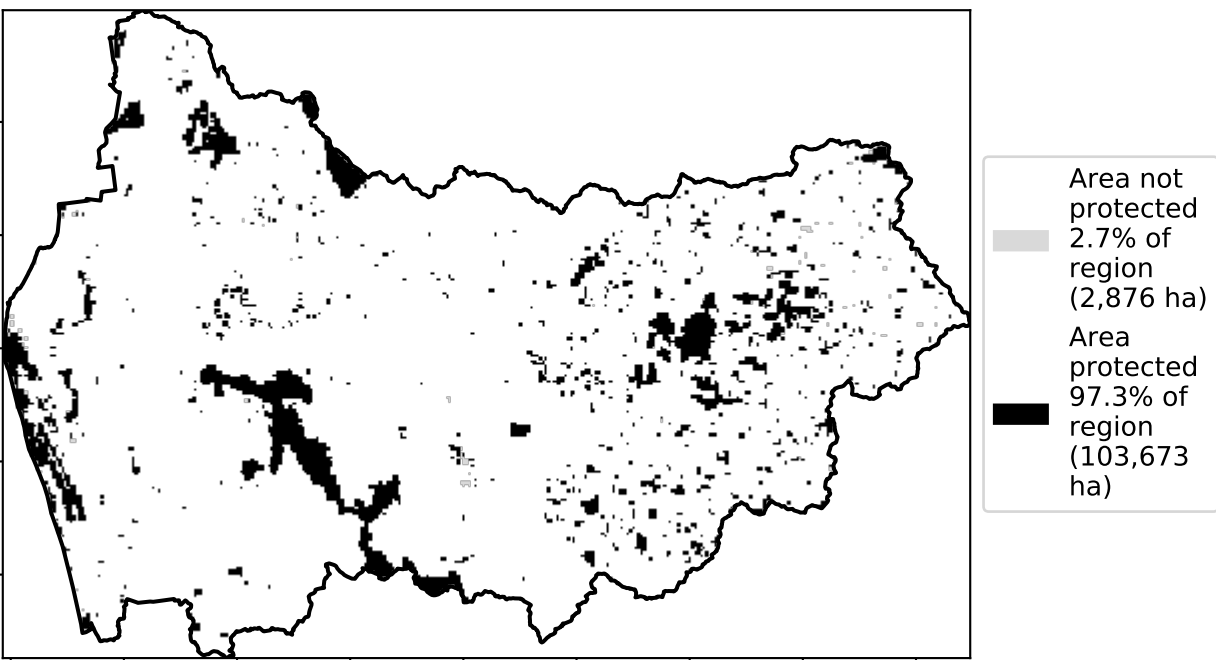 Area not
protected
2.7% of
region
(2,876 ha)
Area
protected
97.3% of
region
(103,673
ha)